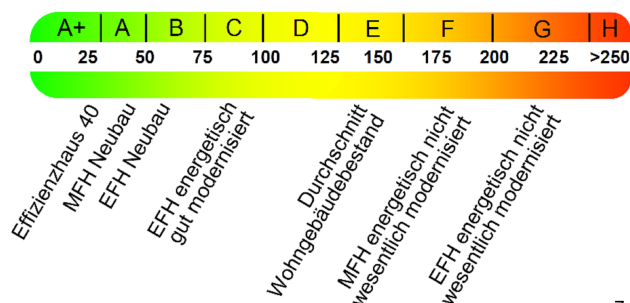 A+ A B C D E F G H
0 25 50 75 100 125 150 175 200 225 >250
Effizienzhaus 40
MFH Neubau
EFH Neubau
EFH energetisch
gut modernisiert
Durchschnitt
Wohngebäudebestand
MFH energetisch nicht
wesentlich modernisiert
EFH energetisch nicht
wesentlich modernisiert